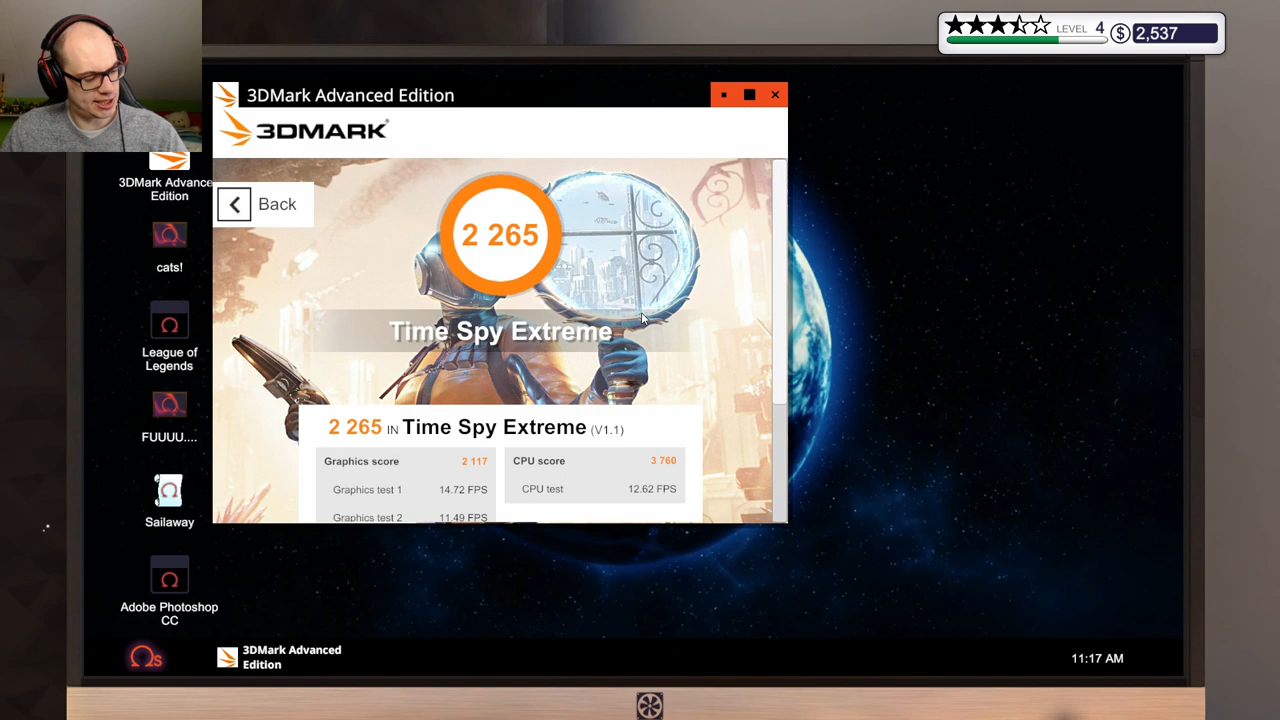 LEVEL 4 $ 2,537
3DMark Advanced Edition
3DMARK
Back
2 265
Time Spy Extreme
2 265 IN Time Spy Extreme (V1.1)
Graphics score 2 117
Graphics test 1 14.72 FPS
Graphics test 2 11.49 FPS
CPU score 3 760
CPU test 12.62 FPS
3DMark Advance
Edition
cats!
League of
Legends
FUUUU....
Sailaway
Adobe Photoshop
CC
Ωs
3DMark Advanced
Edition
11:17 AM